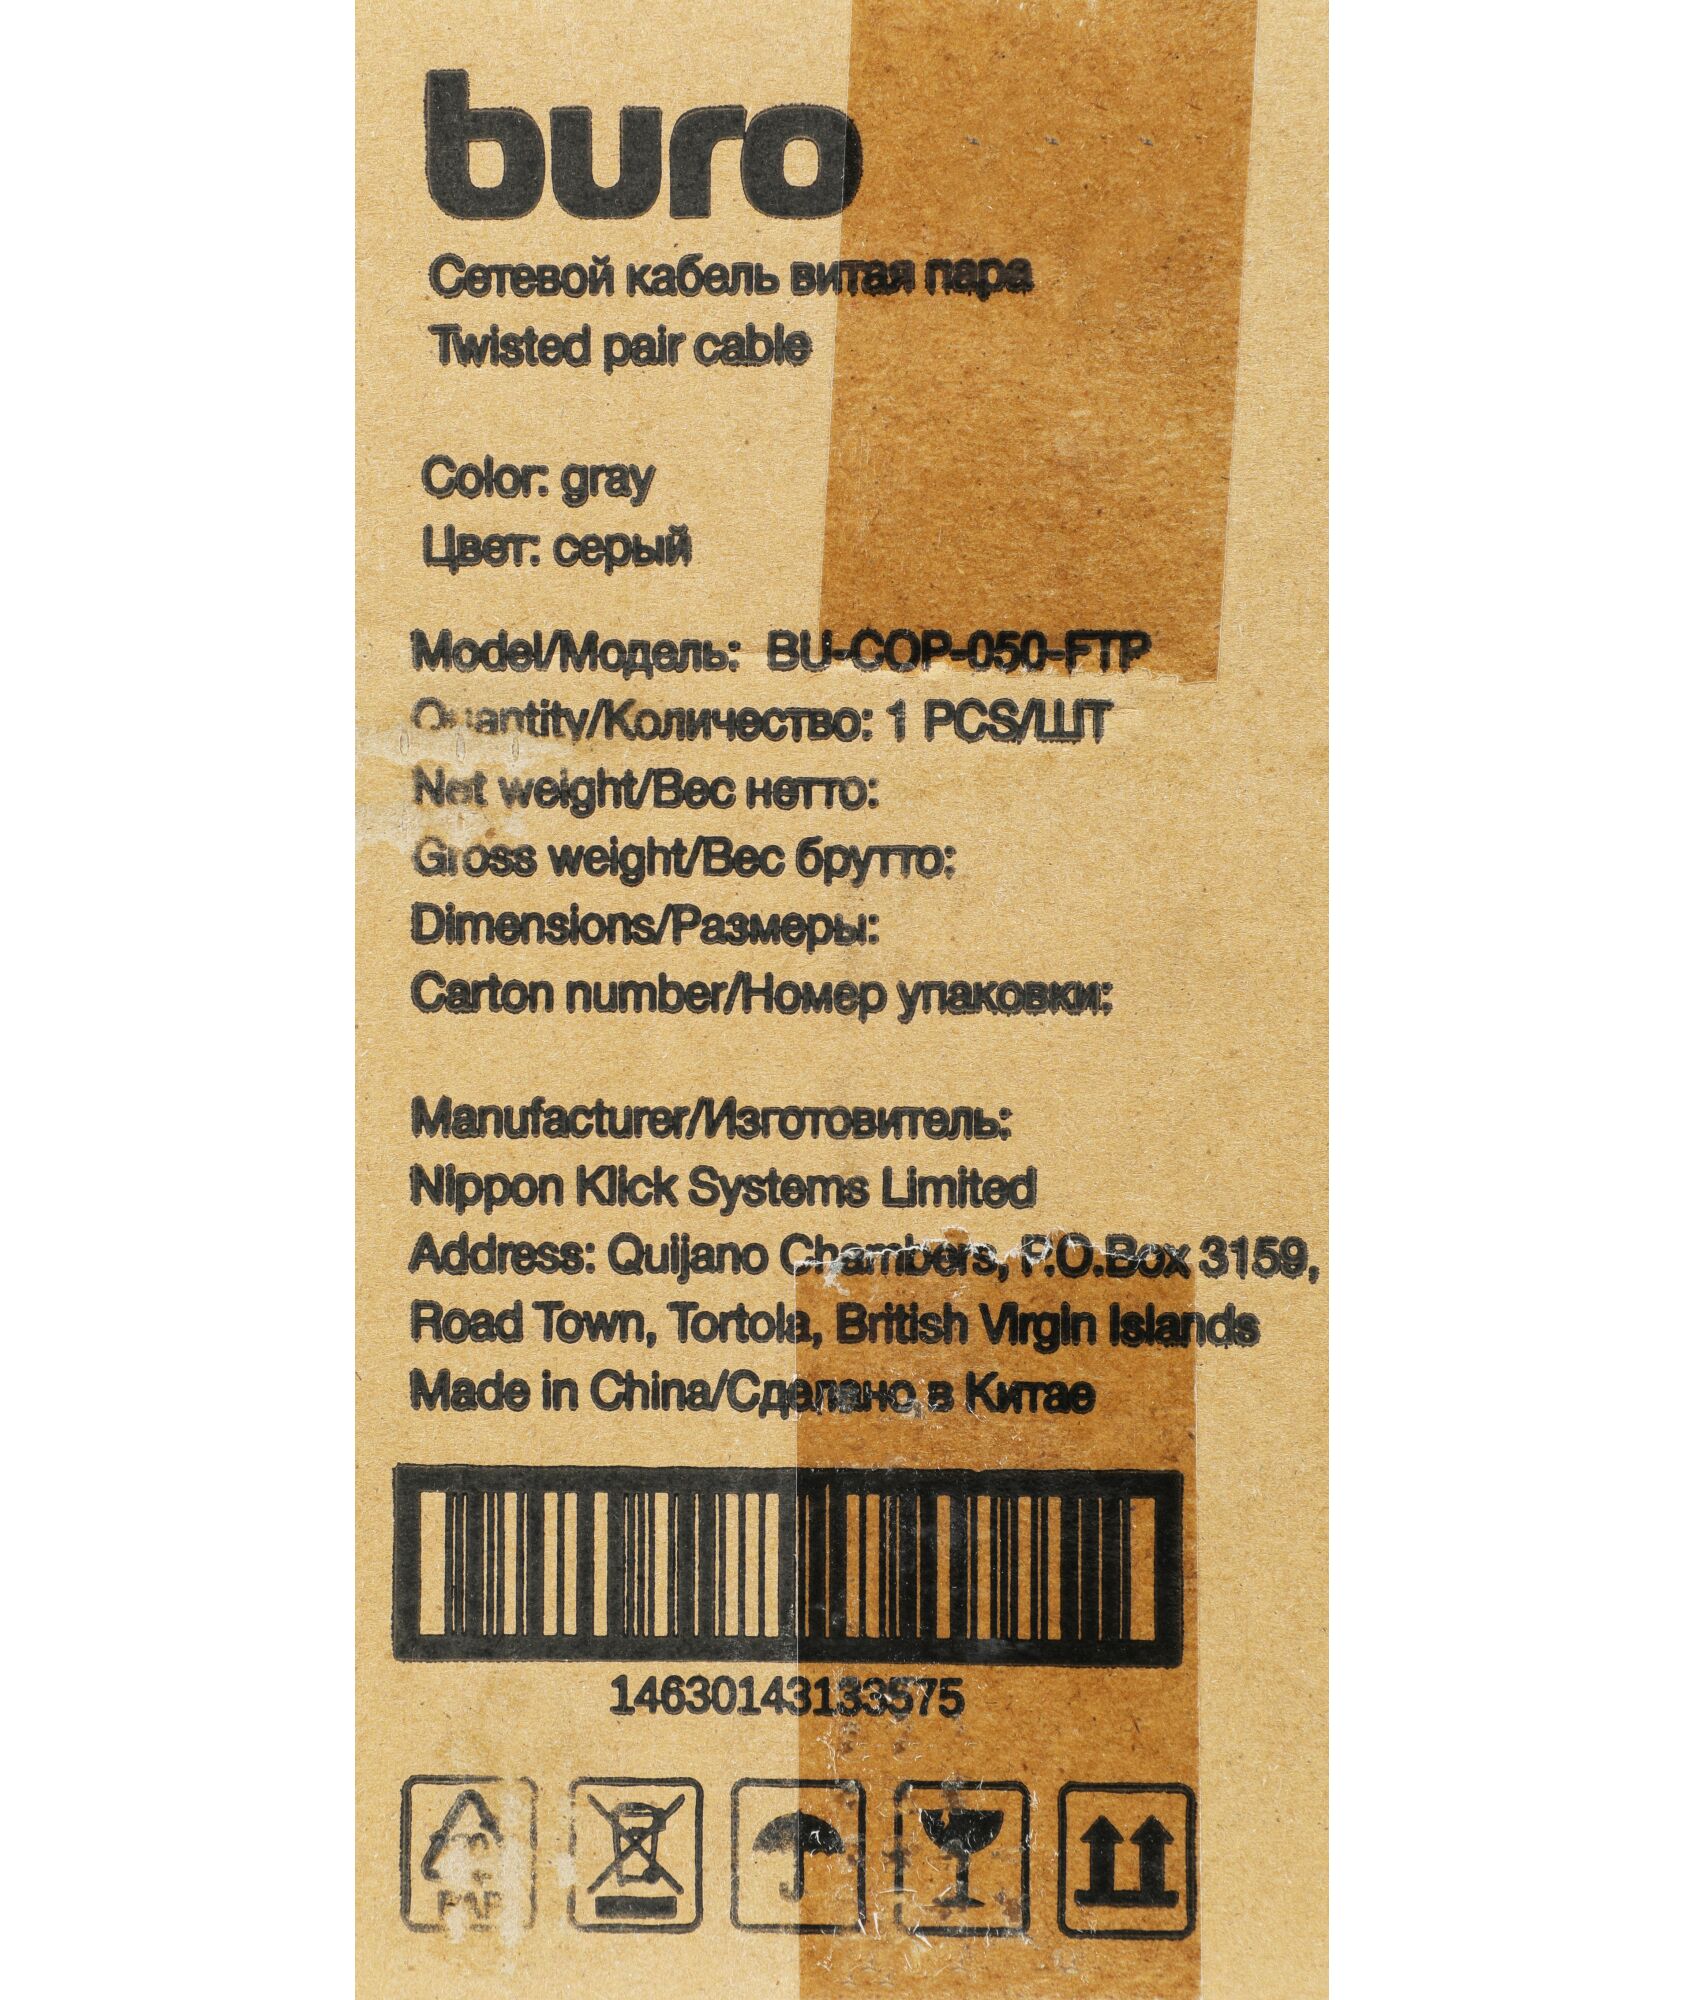 buro
Сетевой кабель витая пара
Twisted pair cable
Color: gray
Цвет: серый
Model/Модель: BU-COP-050-FTP
Quantity/Количество: 1 PCS/ШТ
Net weight/Вес нетто:
Gross weight/Вес брутто:
Dimensions/Размеры:
Carton number/Номер упаковки:
Manufacturer/Изготовитель:
Nippon Klick Systems Limited
Address: Quijano Chambers, P.O.Box 3159,
Road Town, Tortola, British Virgin Islands
Made in China/Сделано в Китае
14630143133575
PAP